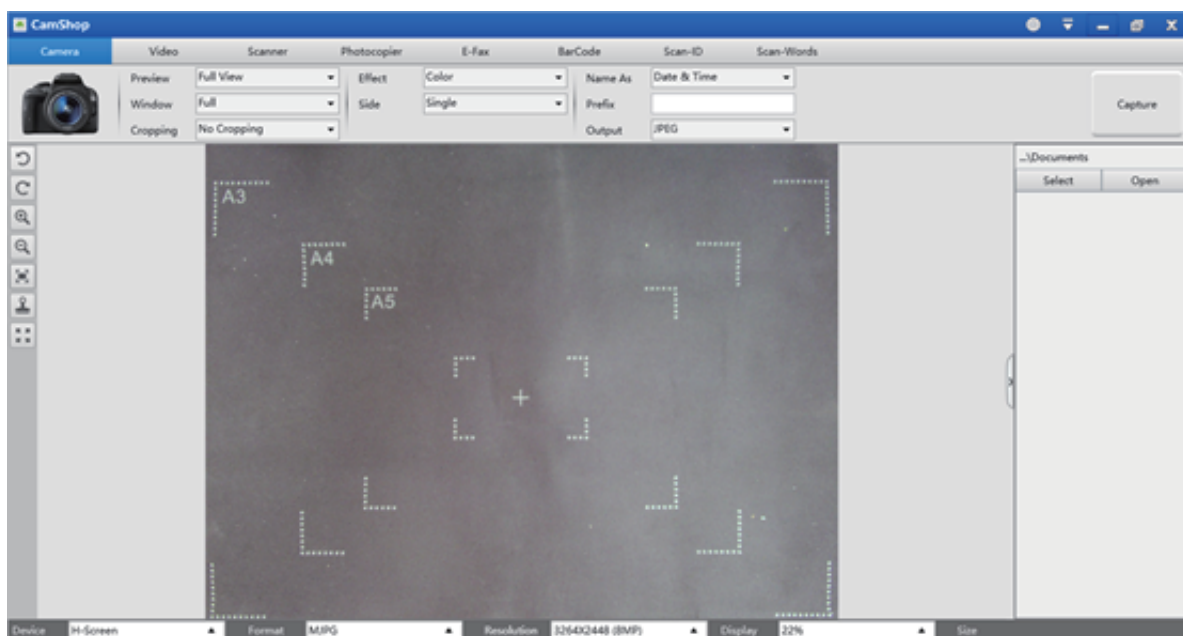 CamShop
Camera Video Scanner Photocopier E-Fax BarCode Scan-ID Scan-Words
Preview Full View Effect Color Name As Date & Time
Window Full Side Single Prefix
Cropping No Cropping Output JPEG
Capture
...\Documents
Select Open
A3
A4
A5
Device H-Screen Format MJPG Resolution 3264X2448 (8MP) Display 22% Size